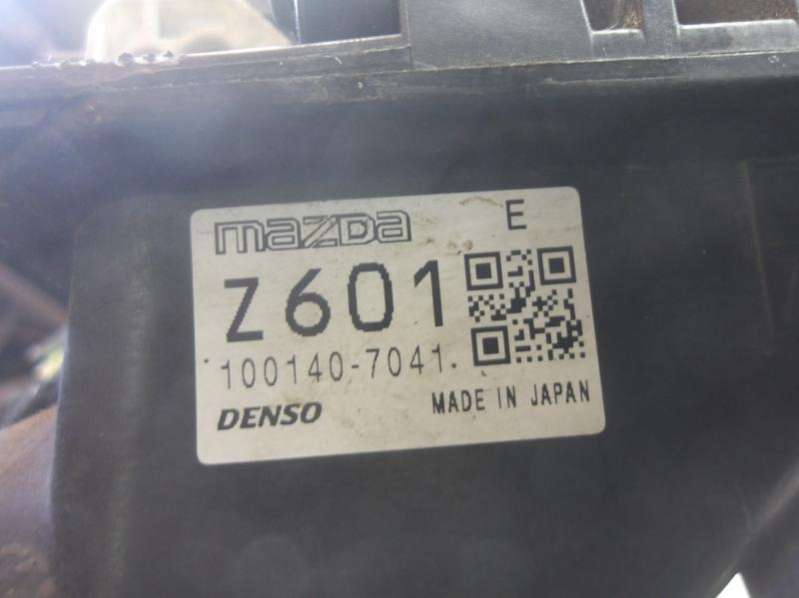 mazda E
Z601
100140-7041.
DENSO MADE IN JAPAN